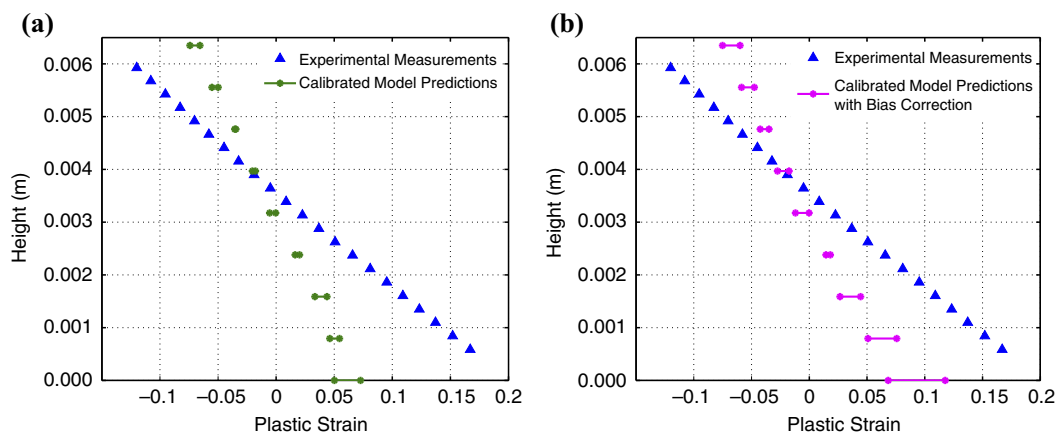 (a)
Experimental Measurements
Calibrated Model Predictions
0.006
0.005
0.004
0.003
0.002
0.001
0.000
Height (m)
−0.1 −0.05 0 0.05 0.1 0.15 0.2
Plastic Strain
(b)
Experimental Measurements
Calibrated Model Predictions
with Bias Correction
0.006
0.005
0.004
0.003
0.002
0.001
0.000
Height (m)
−0.1 −0.05 0 0.05 0.1 0.15 0.2
Plastic Strain